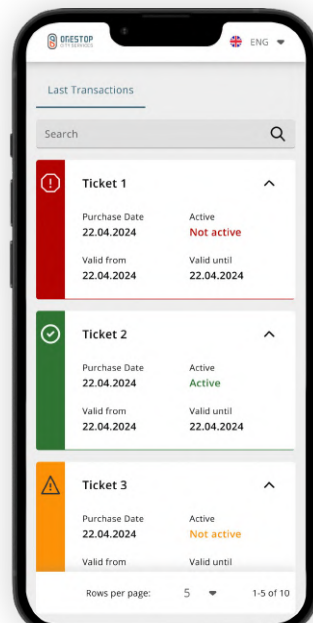 ONESTOP
CITY SERVICES
ENG
Last Transactions
Search
Ticket 1
Purchase Date Active
22.04.2024 Not active
Valid from Valid until
22.04.2024 22.04.2024
Ticket 2
Purchase Date Active
22.04.2024 Active
Valid from Valid until
22.04.2024 22.04.2024
Ticket 3
Purchase Date Active
22.04.2024 Not active
Valid from Valid until
Rows per page: 5 1-5 of 10